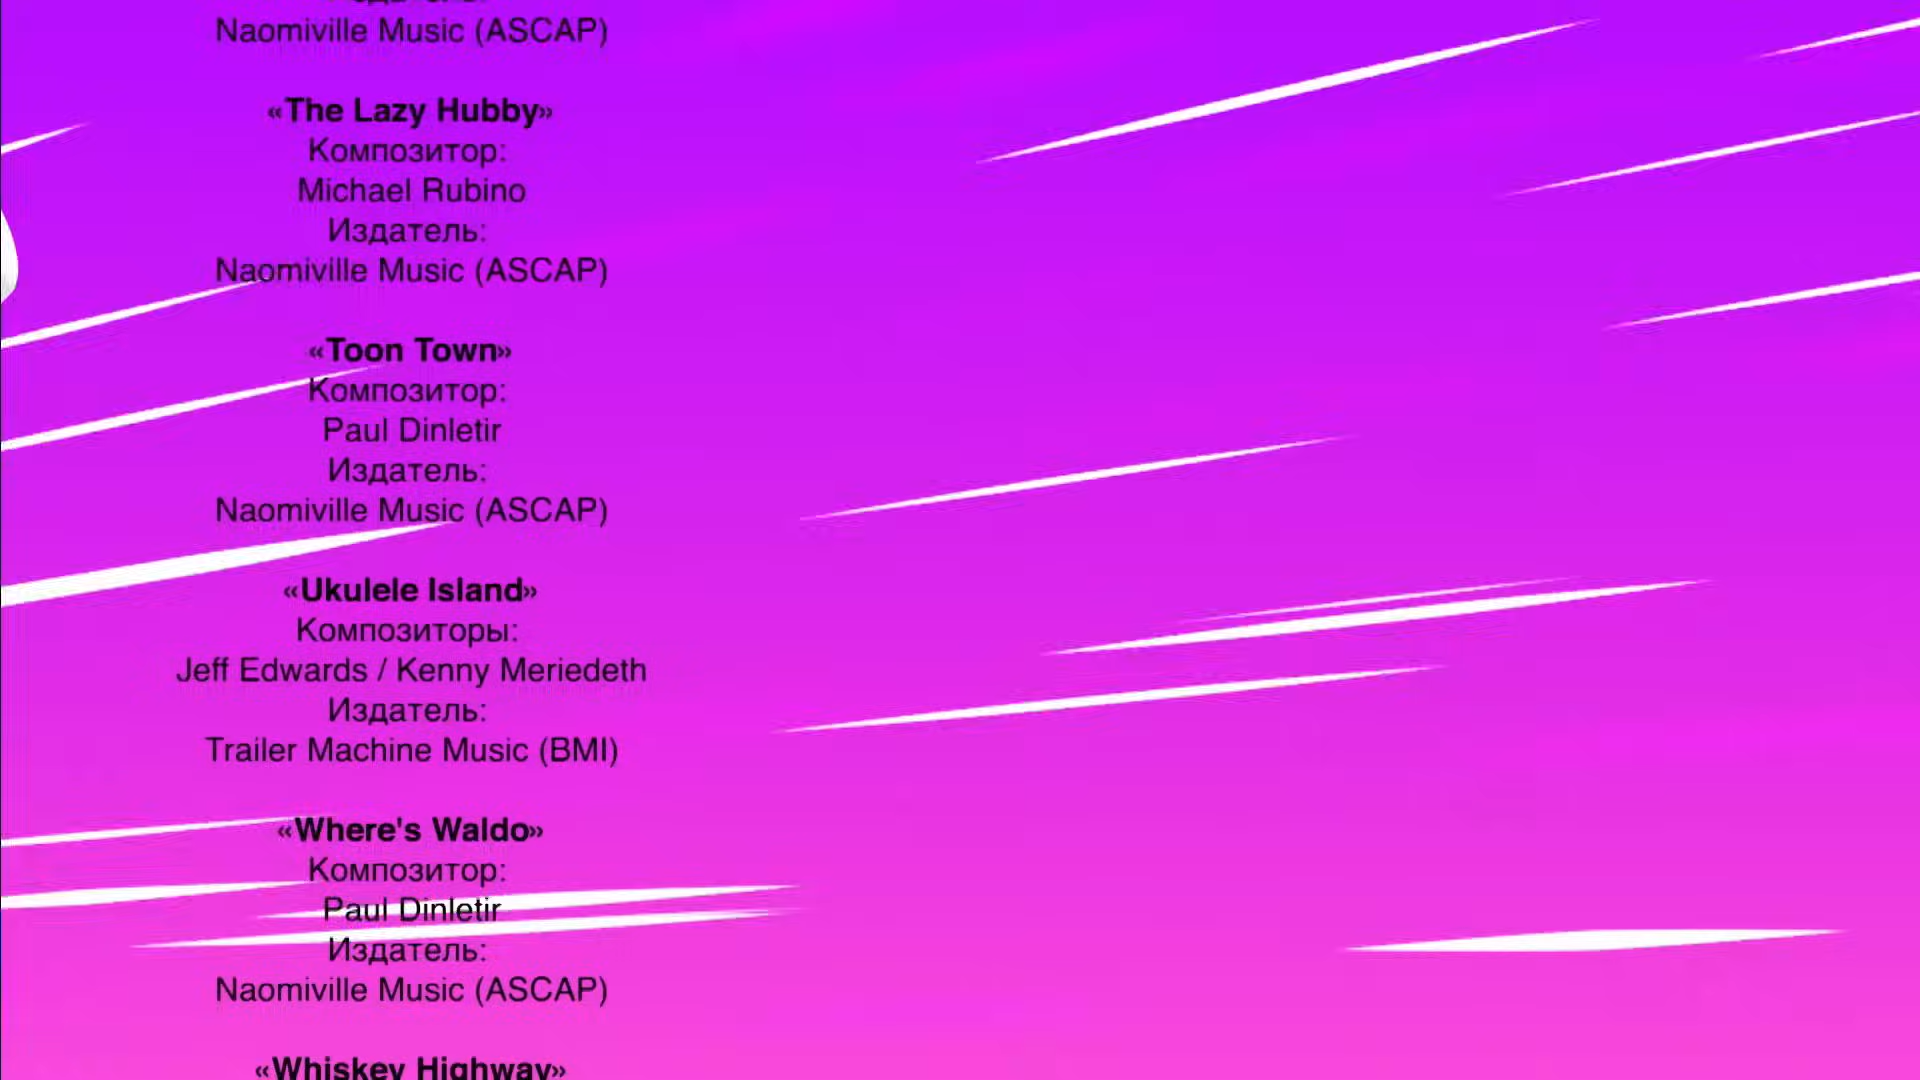 Naomiville Music (ASCAP)
«The Lazy Hubby»
Композитор:
Michael Rubino
Издатель:
Naomiville Music (ASCAP)
«Toon Town»
Композитор:
Paul Dinletir
Издатель:
Naomiville Music (ASCAP)
«Ukulele Island»
Композиторы:
Jeff Edwards / Kenny Meriedeth
Издатель:
Trailer Machine Music (BMI)
«Where's Waldo»
Композитор:
Paul Dinletir
Издатель:
Naomiville Music (ASCAP)
«Whiskey Highway»